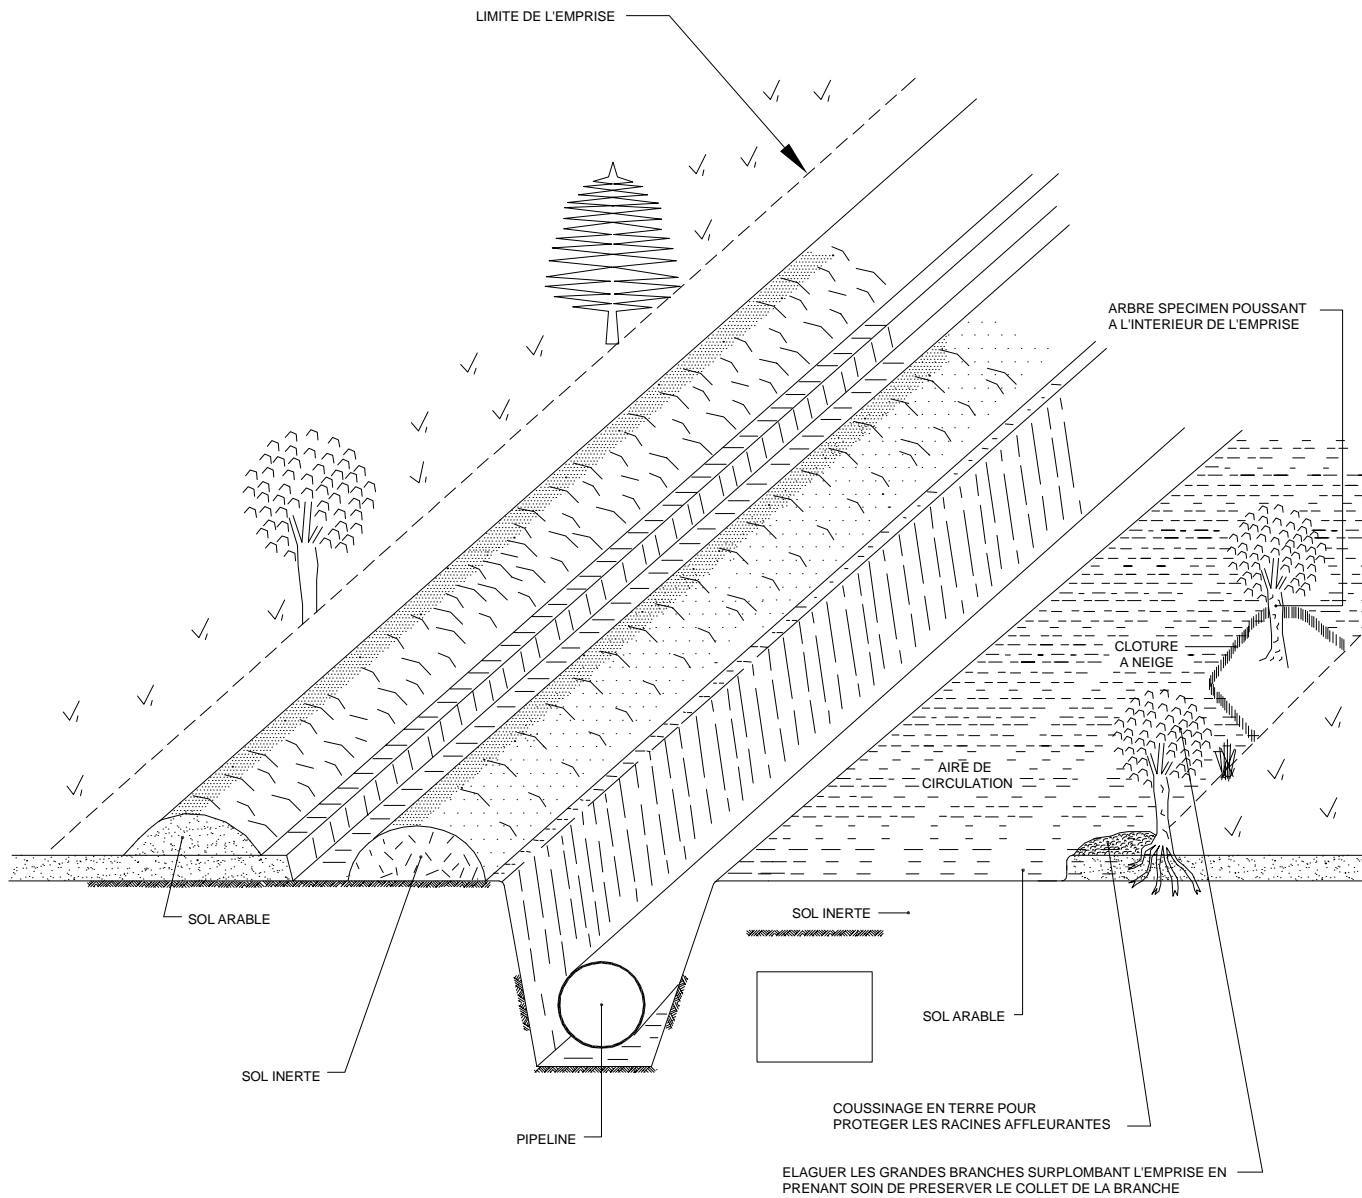 LIMITE DE L'EMPRISE
ARBRE SPECIMEN POUSSANT
A L'INTERIEUR DE L'EMPRISE
CLOTURE
A NEIGE
AIRE DE
CIRCULATION
SOL ARABLE
SOL INERTE
SOL ARABLE
SOL INERTE
PIPELINE
COUSSINAGE EN TERRE POUR
PROTEGER LES RACINES AFFLEURANTES
ELAGUER LES GRANDES BRANCHES SURPLOMBANT L'EMPRISE EN
PRENANT SOIN DE PRESERVER LE COLLET DE LA BRANCHE